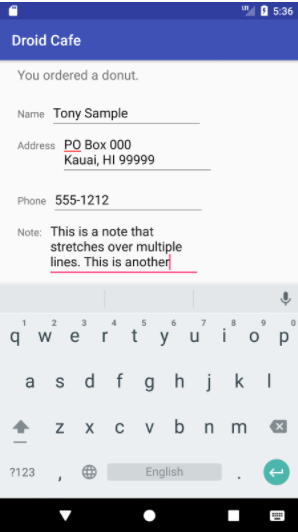 LTE 5:36
Droid Cafe
You ordered a donut.
Name Tony Sample
Address PO Box 000
Kauai, HI 99999
Phone 555-1212
Note: This is a note that
stretches over multiple
lines. This is another
1 2 3 4 5 6 7 8 9 0
q w e r t y u i o p
a s d f g h j k l
z x c v b n m
?123 , English .